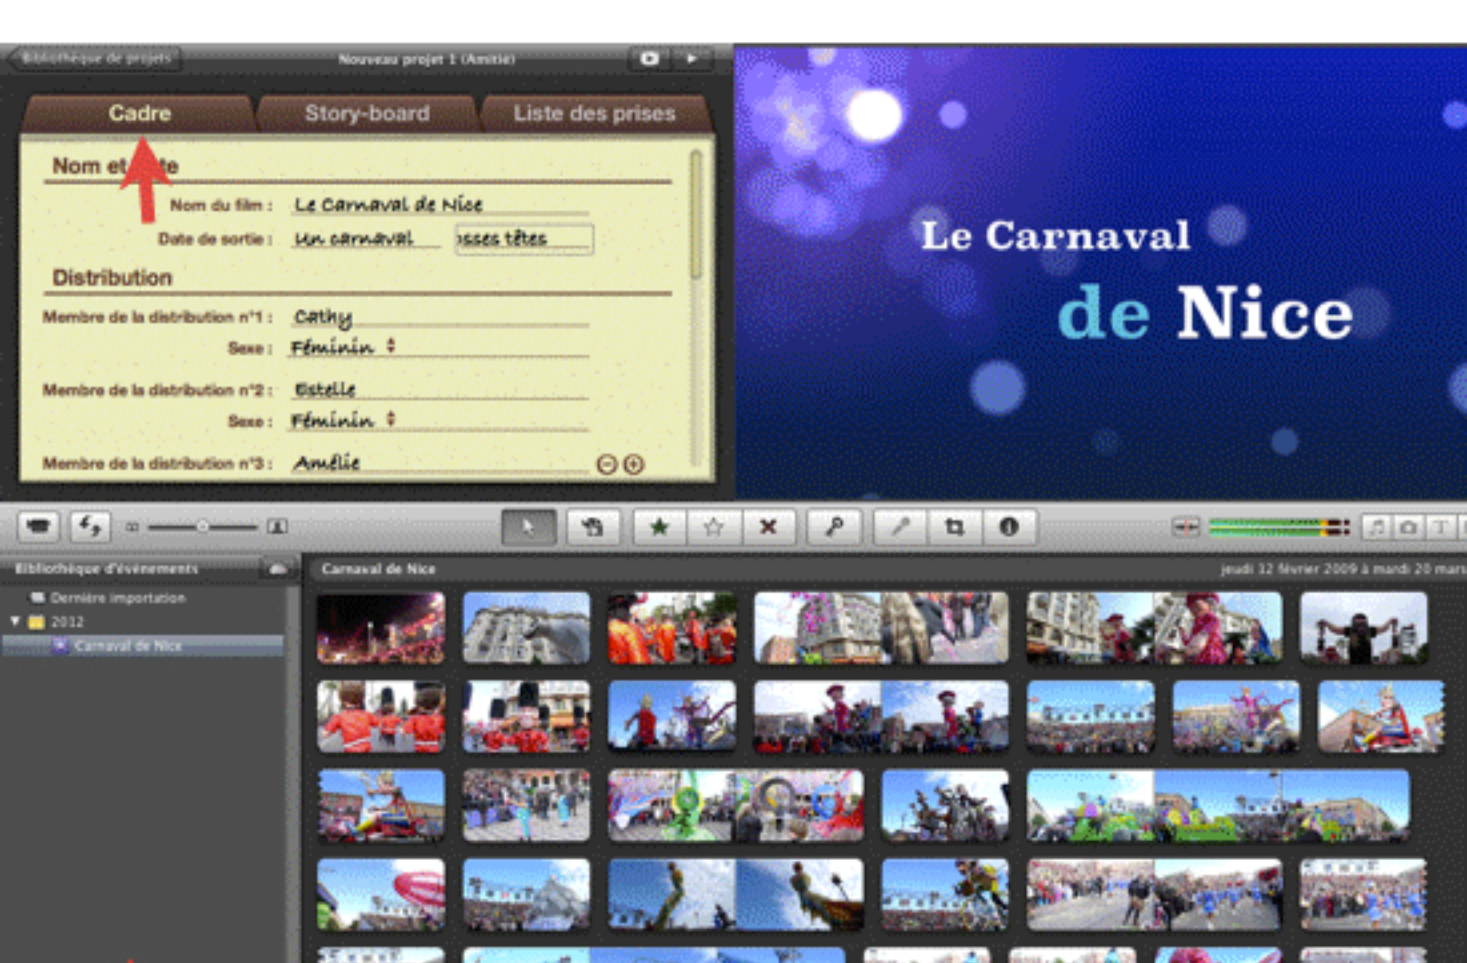 Bibliothèque de projets
Nouveau projet 1 (Amitié)
Cadre
Story-board
Liste des prises
Nom et
Nom du film : Le Carnaval de Nice
Date de sortie : Un carnaval sses têtes
Distribution
Membre de la distribution n°1 : Cathy
Sexe : Féminin
Membre de la distribution n°2 : Estelle
Sexe : Féminin
Membre de la distribution n°3 : Amélie
Le Carnaval
de Nice
Bibliothèque d'événements
Dernière importation
2012
Carnaval de Nice
Carnaval de Nice
jeudi 12 février 2009 à mardi 20 mars